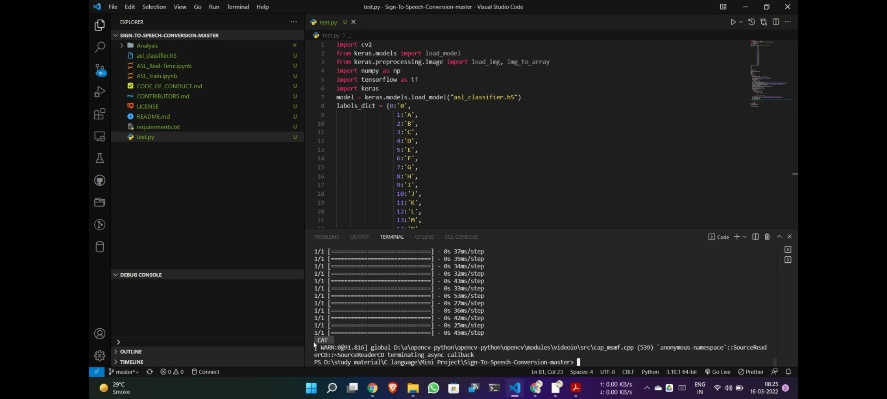 File Edit Selection View Go Run Terminal Help
test.py - Sign-To-Speech-Conversion-master - Visual Studio Code
EXPLORER
SIGN-TO-SPEECH-CONVERSION-MASTER
Analysis
asl_classifier.h5 U
ASL_Real-Time.ipynb U
ASL_train.ipynb U
CODE_OF_CONDUCT.md U
CONTRIBUTORS.md U
LICENSE U
README.md U
requirements.txt U
test.py U
DEBUG CONSOLE
OUTLINE
TIMELINE
test.py U
test.py > ...
1 import cv2
2 from keras.models import load_model
3 from keras.preprocessing.image import load_img, img_to_array
4 import numpy as np
5 import tensorflow as tf
6 import keras
7 model = keras.models.load_model("asl_classifier.h5")
8 labels_dict = {0:'0',
9 1:'A',
10 2:'B',
11 3:'C',
12 4:'D',
13 5:'E',
14 6:'F',
15 7:'G',
16 8:'H',
17 9:'I',
18 10:'J',
19 11:'K',
20 12:'L',
21 13:'M',
PROBLEMS OUTPUT TERMINAL GITLENS SQL CONSOLE
Code
1/1 [==============================] - 0s 37ms/step
1/1 [==============================] - 0s 35ms/step
1/1 [==============================] - 0s 34ms/step
1/1 [==============================] - 0s 32ms/step
1/1 [==============================] - 0s 43ms/step
1/1 [==============================] - 0s 33ms/step
1/1 [==============================] - 0s 53ms/step
1/1 [==============================] - 0s 27ms/step
1/1 [==============================] - 0s 36ms/step
1/1 [==============================] - 0s 42ms/step
1/1 [==============================] - 0s 25ms/step
1/1 [==============================] - 0s 45ms/step
CAT
[ WARN:0@91.816] global D:\a\opencv-python\opencv-python\opencv\modules\videoio\src\cap_msmf.cpp (539) `anonymous-namespace'::SourceRead
erCB::~SourceReaderCB terminating async callback
PS D:\study material\C language\Mini Project\Sign-To-Speech-Conversion-master>
master* 0 0 Connect
Ln 81, Col 23 Spaces: 4 UTF-8 CRLF Python 3.10.1 64-bit Go Live Prettier
29°C
Smoke
↑: 0.00 KB/s
↓: 0.00 KB/s
ENG
IN
08:25
16-03-2022